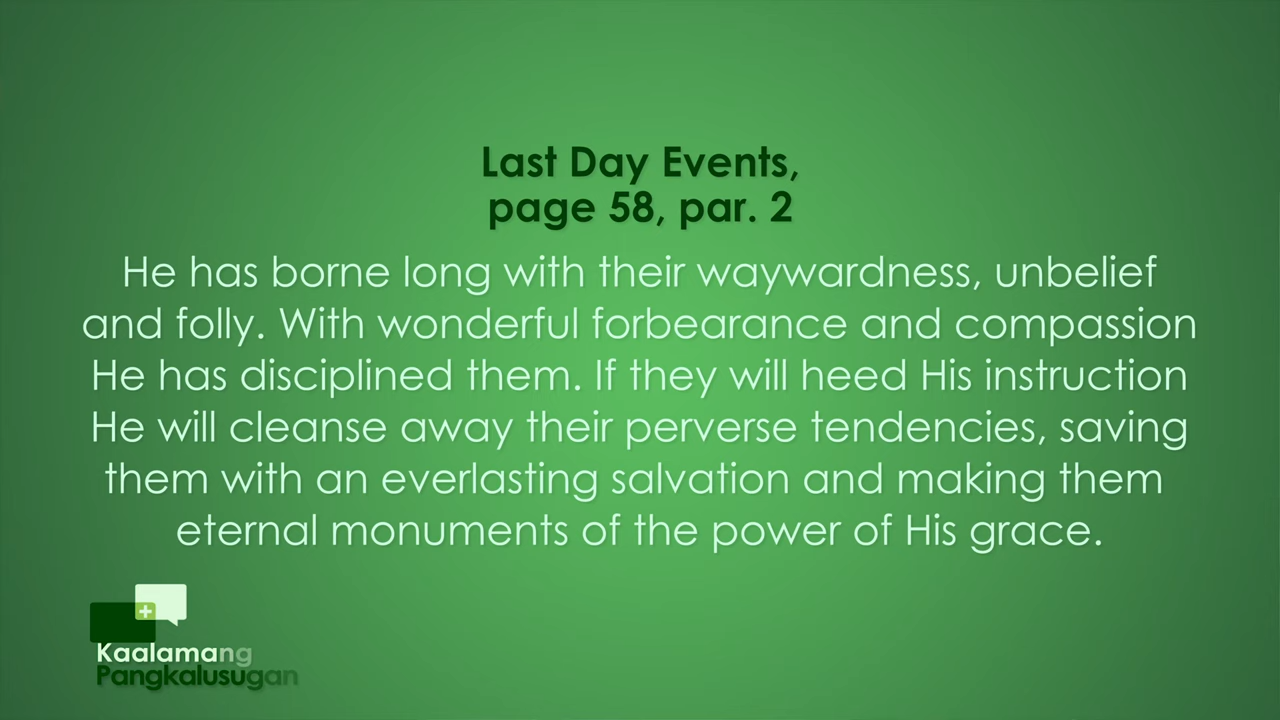 Last Day Events,
page 58, par. 2
He has borne long with their waywardness, unbelief
and folly. With wonderful forbearance and compassion
He has disciplined them. If they will heed His instruction
He will cleanse away their perverse tendencies, saving
them with an everlasting salvation and making them
eternal monuments of the power of His grace.
Kaalamang
Pangkalusugan